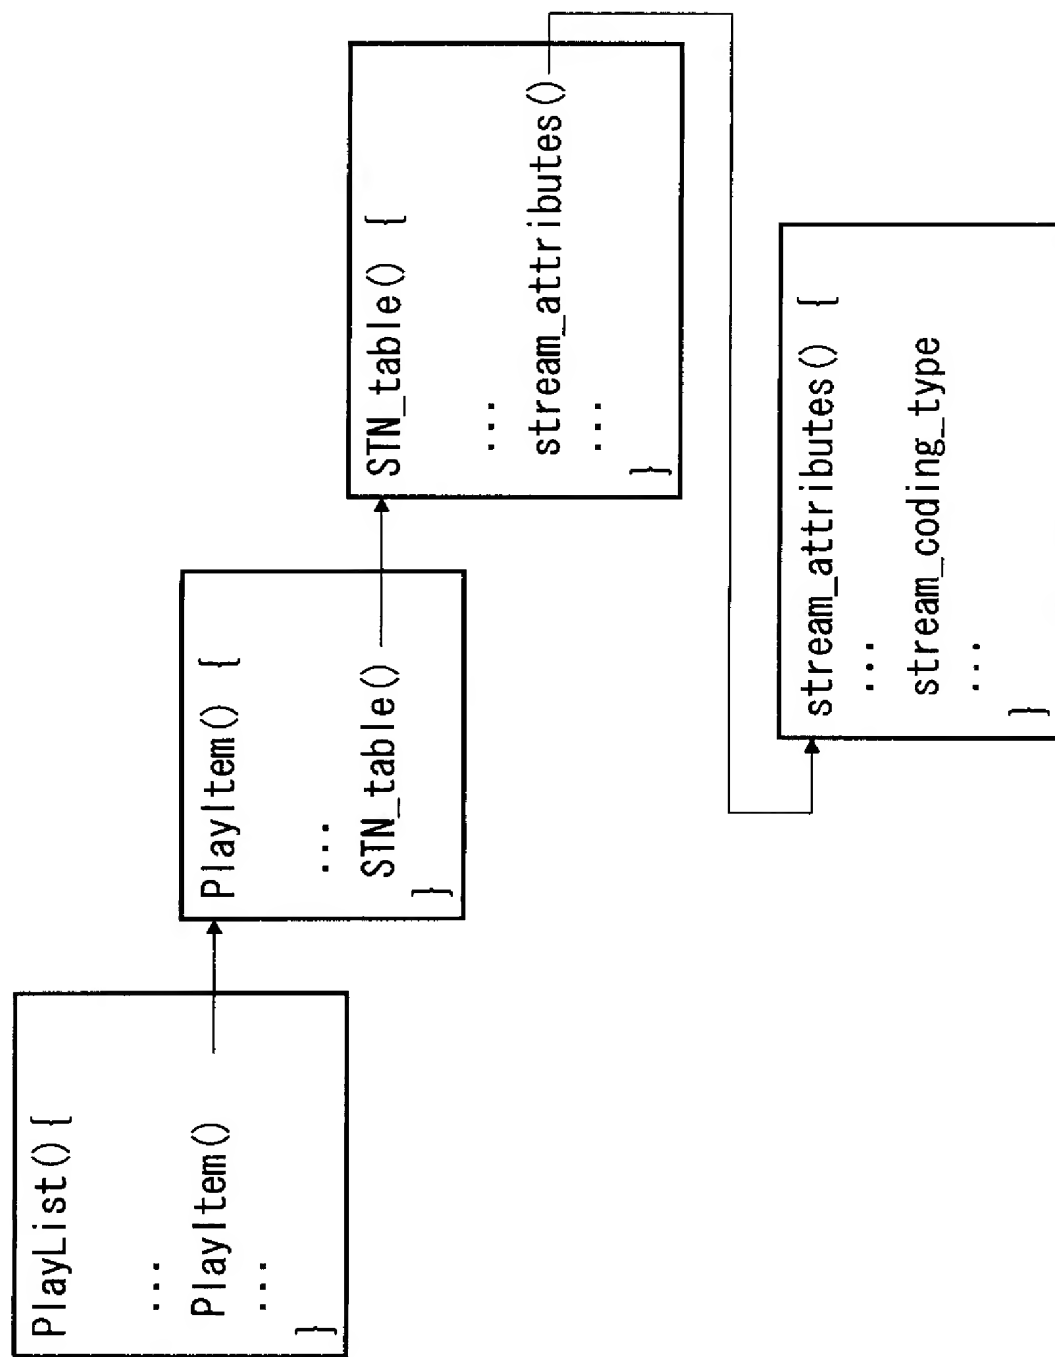 PlayList() {
...
PlayItem()
...
}
PlayItem() {
...
STN_table()
}
STN_table() {
...
stream_attributes()
...
}
stream_attributes() {
...
stream_coding_type
...
}